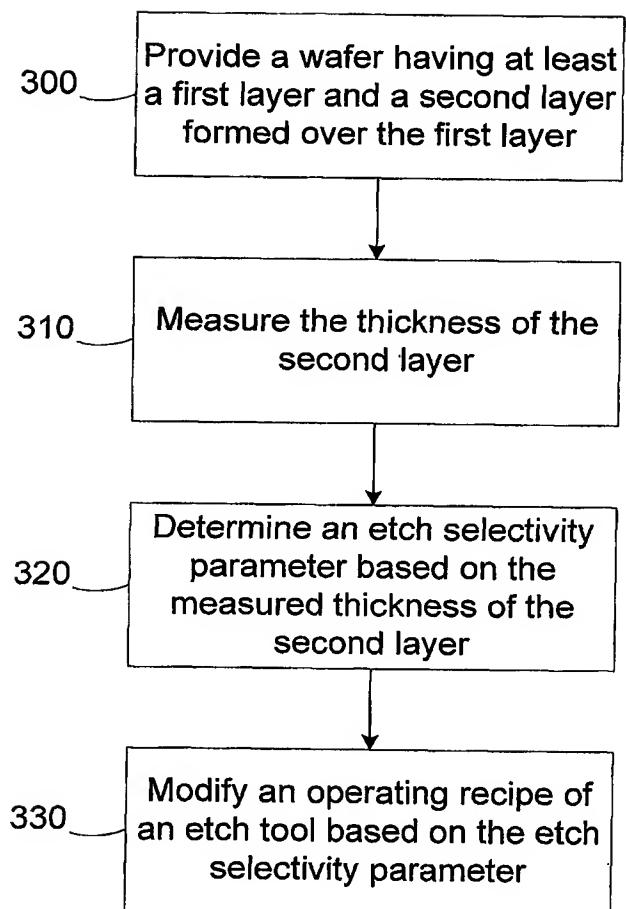 300
Provide a wafer having at least
a first layer and a second layer
formed over the first layer
310
Measure the thickness of the
second layer
320
Determine an etch selectivity
parameter based on the
measured thickness of the
second layer
330
Modify an operating recipe of
an etch tool based on the etch
selectivity parameter